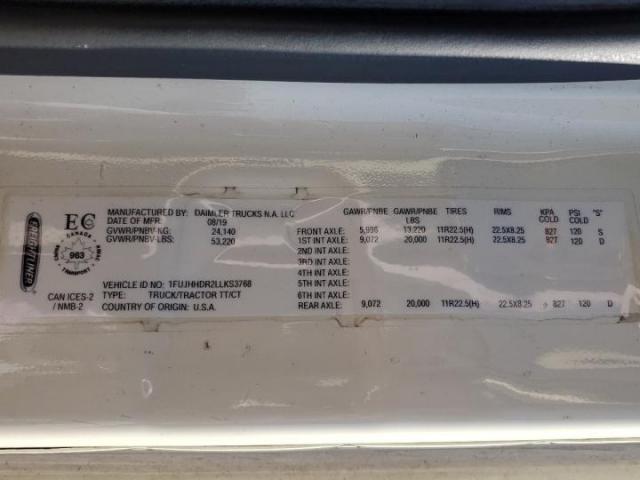 FREIGHTLINER
EC
CANADA
963
TRANSPORT
CAN ICES-2
/ NMB-2
MANUFACTURED BY: DAIMLER TRUCKS N.A. LLC
DATE OF MFR: 08/19
GVWR/PNBV-KG: 24,140
GVWR/PNBV-LBS: 53,220
VEHICLE ID NO.: 1FUJHHDR2LLKS3768
TYPE: TRUCK/TRACTOR TT/CT
COUNTRY OF ORIGIN: U.S.A.
GAWR/PNBE GAWR/PNBE TIRES RIMS KPA PSI "S"
LBS COLD COLD
FRONT AXLE: 5,996 13,220 11R22.5(H) 22.5X8.25 827 120 S
1ST INT AXLE: 9,072 20,000 11R22.5(H) 22.5X8.25 827 120 D
2ND INT AXLE:
3RD INT AXLE:
4TH INT AXLE:
5TH INT AXLE:
6TH INT AXLE:
REAR AXLE: 9,072 20,000 11R22.5(H) 22.5X8.25 827 120 D